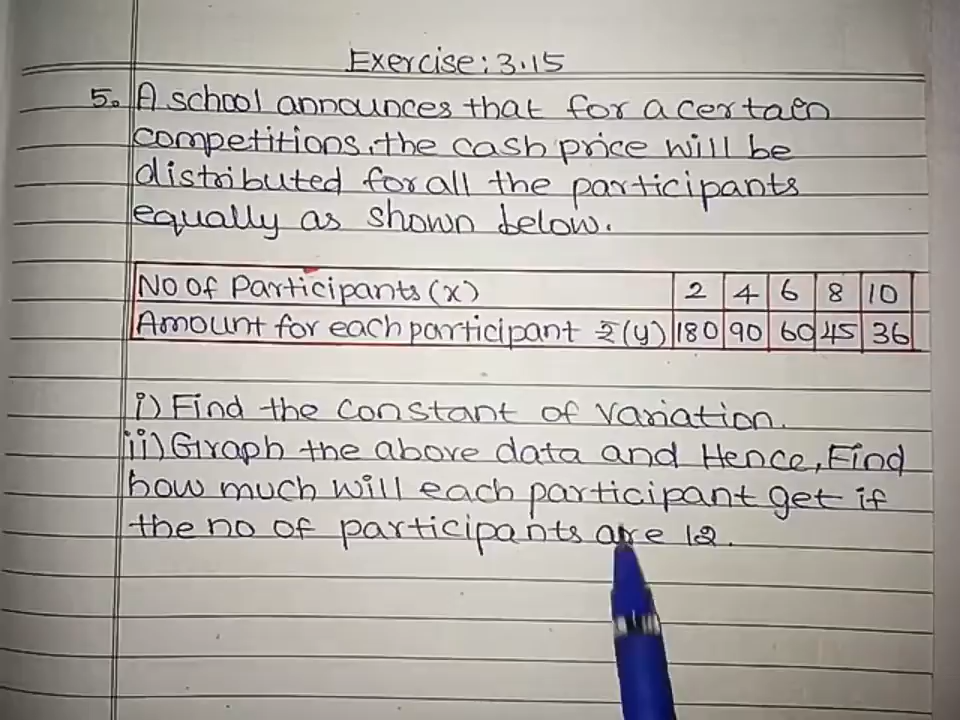 Exercise: 3.15
5. A school announces that for a certain
competitions, the cash price will be
distributed for all the participants
equally as shown below.
No of Participants (x) 2 4 6 8 10
Amount for each participant ₹ (y) 180 90 60 45 36
i) Find the constant of variation.
ii) Graph the above data and Hence, Find
how much will each participant get if
the no of participants are 12.